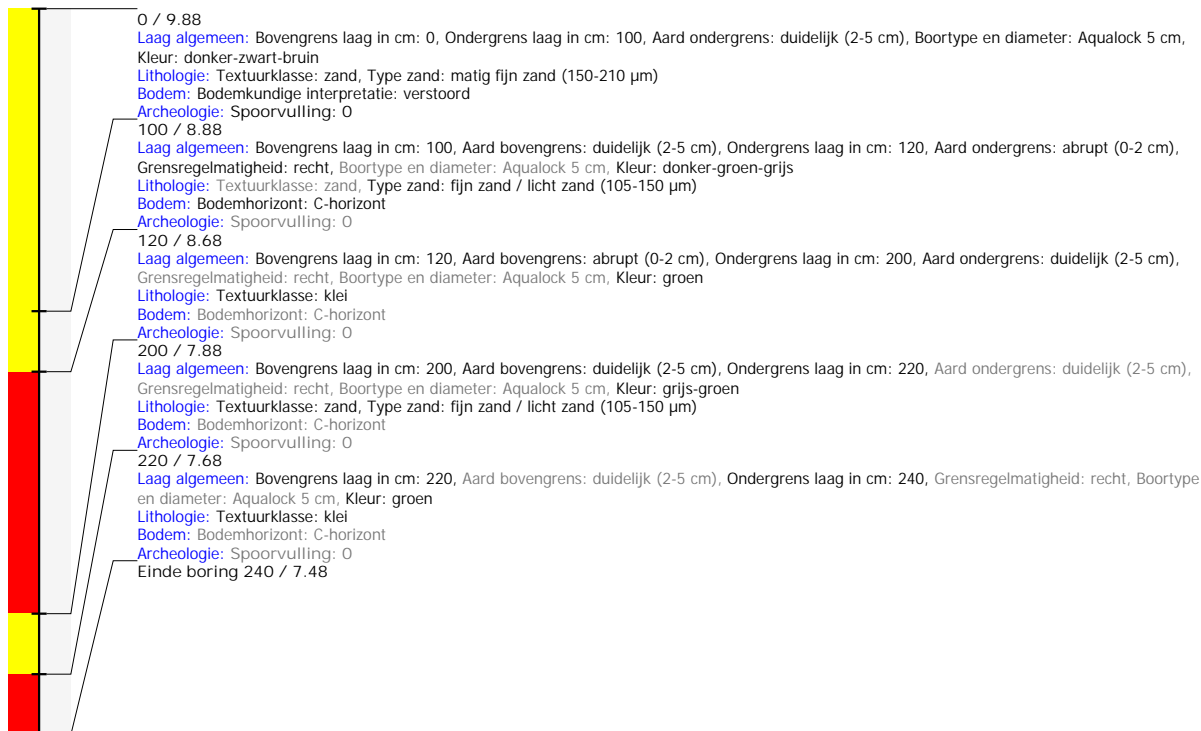 0 / 9.88
Laag algemeen: Bovengrens laag in cm: 0, Ondergrens laag in cm: 100, Aard ondergrens: duidelijk (2-5 cm), Boortype en diameter: Aqualock 5 cm,
Kleur: donker-zwart-bruin
Lithologie: Textuurklasse: zand, Type zand: matig fijn zand (150-210 µm)
Bodem: Bodemkundige interpretatie: verstoord
Archeologie: Spoorvulling: 0
100 / 8.88
Laag algemeen: Bovengrens laag in cm: 100, Aard bovengrens: duidelijk (2-5 cm), Ondergrens laag in cm: 120, Aard ondergrens: abrupt (0-2 cm),
Grensregelmatigheid: recht, Boortype en diameter: Aqualock 5 cm, Kleur: donker-groen-grijs
Lithologie: Textuurklasse: zand, Type zand: fijn zand / licht zand (105-150 µm)
Bodem: Bodemhorizont: C-horizont
Archeologie: Spoorvulling: 0
120 / 8.68
Laag algemeen: Bovengrens laag in cm: 120, Aard bovengrens: abrupt (0-2 cm), Ondergrens laag in cm: 200, Aard ondergrens: duidelijk (2-5 cm),
Grensregelmatigheid: recht, Boortype en diameter: Aqualock 5 cm, Kleur: groen
Lithologie: Textuurklasse: klei
Bodem: Bodemhorizont: C-horizont
Archeologie: Spoorvulling: 0
200 / 7.88
Laag algemeen: Bovengrens laag in cm: 200, Aard bovengrens: duidelijk (2-5 cm), Ondergrens laag in cm: 220, Aard ondergrens: duidelijk (2-5 cm),
Grensregelmatigheid: recht, Boortype en diameter: Aqualock 5 cm, Kleur: grijs-groen
Lithologie: Textuurklasse: zand, Type zand: fijn zand / licht zand (105-150 µm)
Bodem: Bodemhorizont: C-horizont
Archeologie: Spoorvulling: 0
220 / 7.68
Laag algemeen: Bovengrens laag in cm: 220, Aard bovengrens: duidelijk (2-5 cm), Ondergrens laag in cm: 240, Grensregelmatigheid: recht, Boortype
en diameter: Aqualock 5 cm, Kleur: groen
Lithologie: Textuurklasse: klei
Bodem: Bodemhorizont: C-horizont
Archeologie: Spoorvulling: 0
Einde boring 240 / 7.48